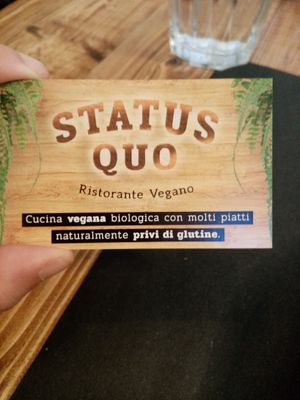 STATUS
QUO
Ristorante Vegano
Cucina vegana biologica con molti piatti
naturalmente privi di glutine.